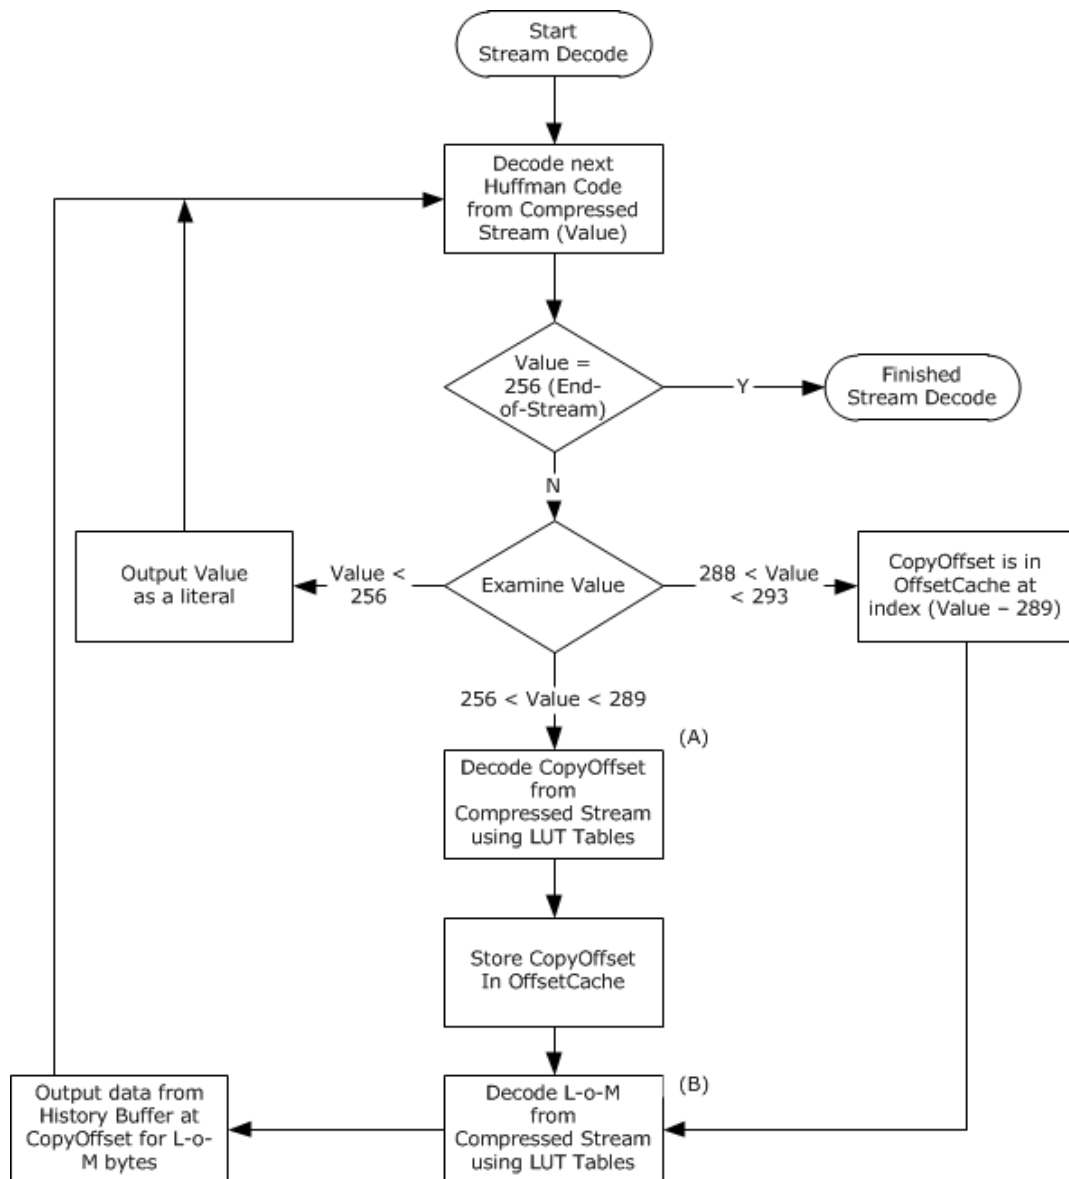 Start
Stream Decode
Decode next
Huffman Code
from Compressed
Stream (Value)
Value =
256 (End-
of-Stream)
Y
Finished
Stream Decode
N
Output Value
as a literal
Value <
256
Examine Value
288 < Value
< 293
CopyOffset is in
OffsetCache at
index (Value – 289)
256 < Value < 289
(A)
Decode CopyOffset
from
Compressed Stream
using LUT Tables
Store CopyOffset
In OffsetCache
Output data from
History Buffer at
CopyOffset for L-o-
M bytes
Decode L-o-M
from
Compressed Stream
using LUT Tables
(B)